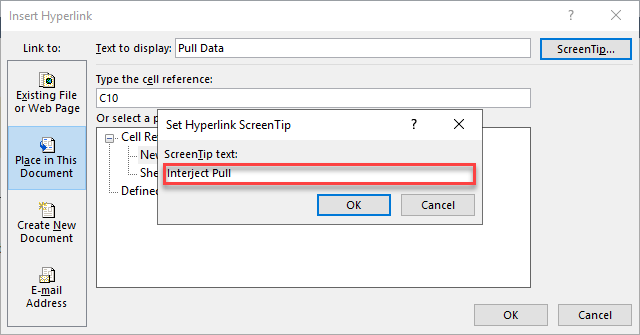 Insert Hyperlink
Link to:
Text to display: Pull Data
ScreenTip...
Existing File
or Web Page
Type the cell reference:
C10
Or select a p
Cell Re
New
She
Define
Place in This
Document
Create New
Document
E-mail
Address
Set Hyperlink ScreenTip
?
ScreenTip text:
Interject Pull
OK
Cancel
OK
Cancel